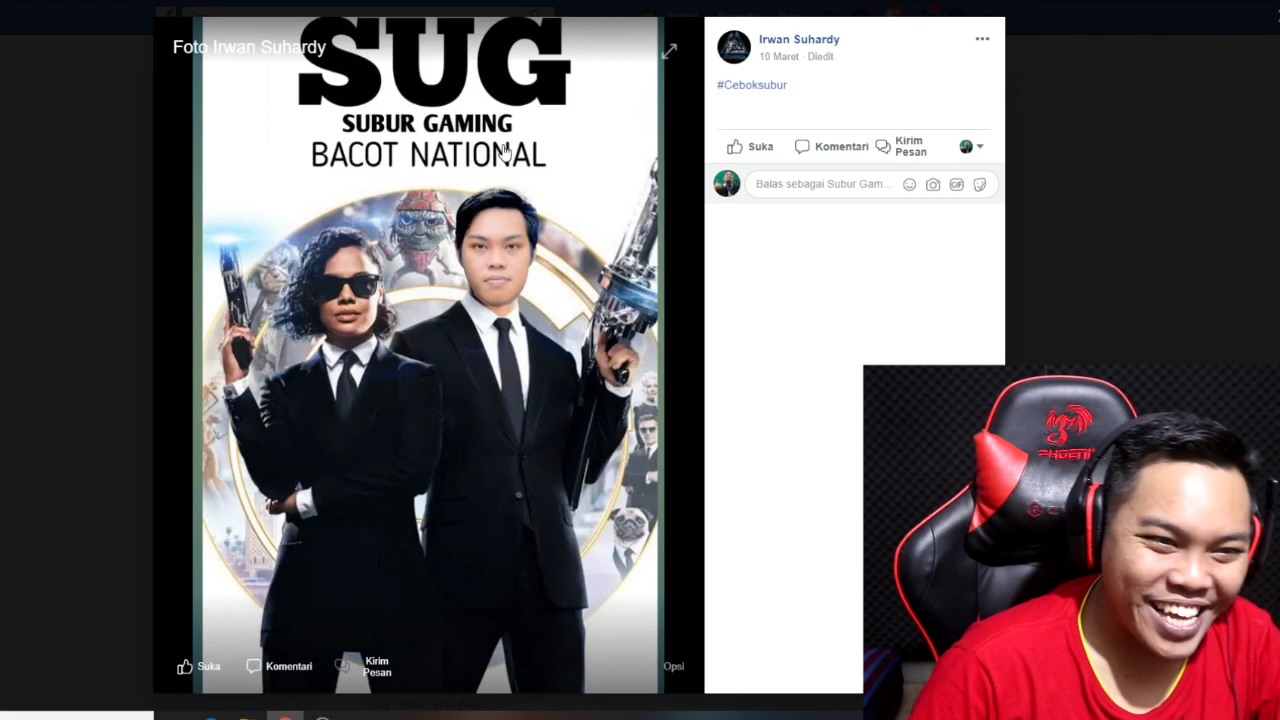 Foto Irwan Suhardy
SUG
SUBUR GAMING
BACOT NATIONAL
Suka
Komentari
Kirim
Pesan
Opsi
Irwan Suhardy
10 Maret · Diedit
#Ceboksubur
Suka
Komentari
Kirim
Pesan
Balas sebagai Subur Gam...
GIF